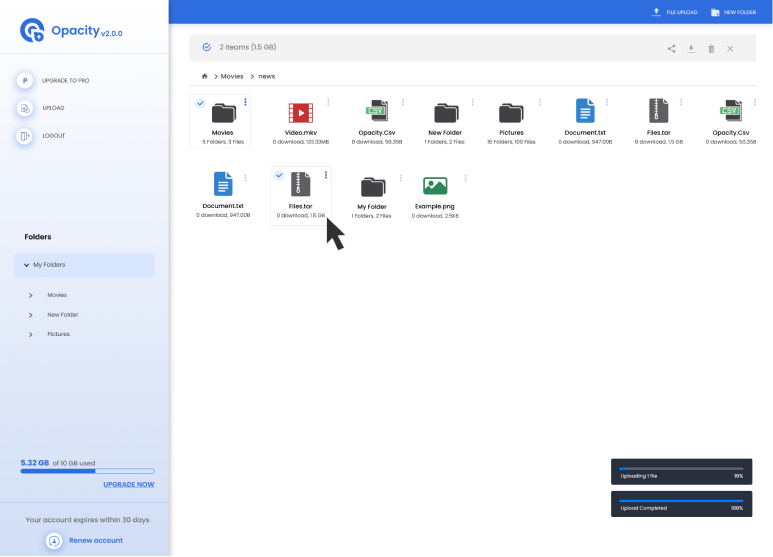 FILE UPLOAD
NEW FOLDER
Opacity v2.0.0
2 iteams (1.5 GB)
> Movies > news
P UPGRADE TO PRO
UPLOAD
LOGOUT
Movies
5 Folders, 3 Files
Video.mkv
0 download, 133.33MB
CSV
Opacity.Csv
0 download, 50.35B
New Folder
1 Folders, 2 Files
Pictures
15 Folders, 100 Files
Document.txt
0 download, 947.00B
Files.tar
0 download, 1.5 GB
CSV
Opacity.Csv
0 download, 50.35B
Document.txt
0 download, 947.00B
Files.tar
0 download, 1.5 GB
My Folder
1 Folders, 2 Files
Example.png
0 download, 2.5KB
Folders
My Folders
Movies
New Folder
Pictures
5.32 GB of 10 GB used
UPGRADE NOW
Your account expires within 30 days
Renew account
Uploading 1 file 10%
Upload Completed 100%